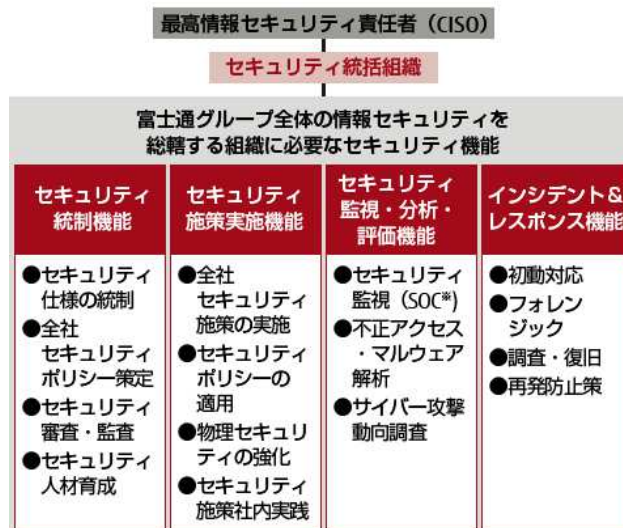 最高情報セキュリティ責任者（CISO）
セキュリティ統括組織
富士通グループ全体の情報セキュリティを
総轄する組織に必要なセキュリティ機能
セキュリティ
統制機能
●セキュリティ
仕様の統制
●全社
セキュリティ
ポリシー策定
●セキュリティ
審査・監査
●セキュリティ
人材育成
セキュリティ
施策実施機能
●全社
セキュリティ
施策の実施
●セキュリティ
ポリシーの
適用
●物理セキュリ
ティの強化
●セキュリティ
施策社内実践
セキュリティ
監視・分析・
評価機能
●セキュリティ
監視（SOC※)
●不正アクセス
・マルウェア
解析
●サイバー攻撃
動向調査
インシデント＆
レスポンス機能
●初動対応
●フォレン
ジック
●調査・復旧
●再発防止策